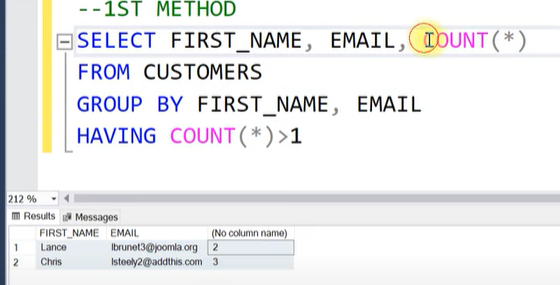 --1ST METHOD
SELECT FIRST_NAME, EMAIL, COUNT(*)
FROM CUSTOMERS
GROUP BY FIRST_NAME, EMAIL
HAVING COUNT(*)>1
212 %
Results Messages
FIRST_NAME EMAIL (No column name)
1 Lance lbrunet3@joomla.org 2
2 Chris lsteely2@addthis.com 3